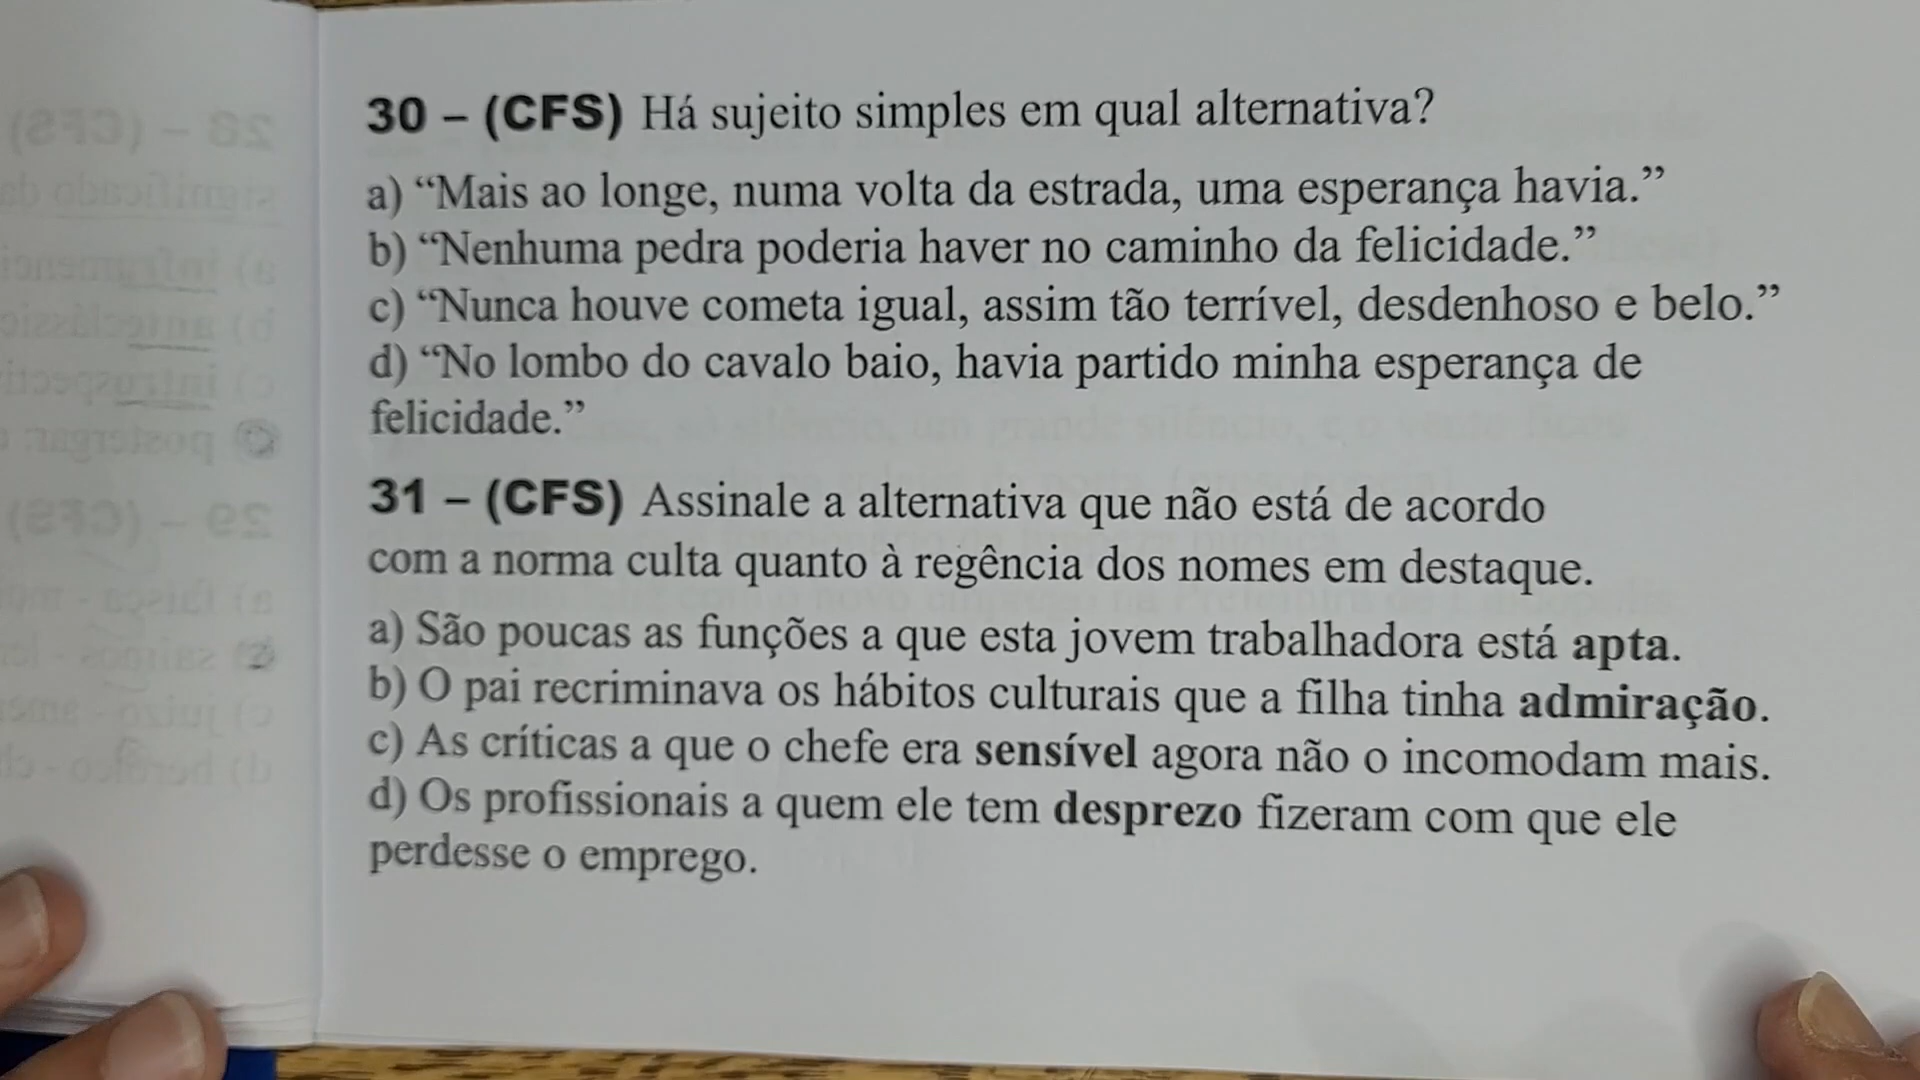 30 – (CFS) Há sujeito simples em qual alternativa?
a) “Mais ao longe, numa volta da estrada, uma esperança havia.”
b) “Nenhuma pedra poderia haver no caminho da felicidade.”
c) “Nunca houve cometa igual, assim tão terrível, desdenhoso e belo.”
d) “No lombo do cavalo baio, havia partido minha esperança de
felicidade.”
31 – (CFS) Assinale a alternativa que não está de acordo
com a norma culta quanto à regência dos nomes em destaque.
a) São poucas as funções a que esta jovem trabalhadora está apta.
b) O pai recriminava os hábitos culturais que a filha tinha admiração.
c) As críticas a que o chefe era sensível agora não o incomodam mais.
d) Os profissionais a quem ele tem desprezo fizeram com que ele
perdesse o emprego.